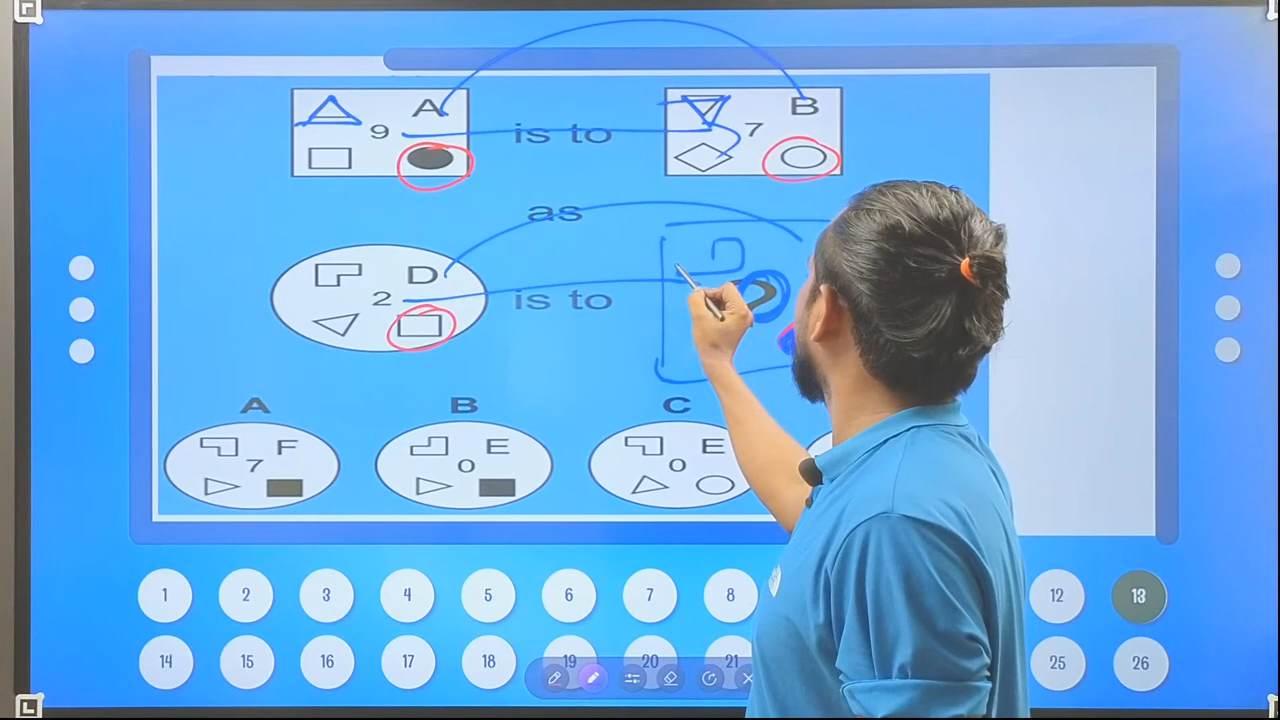 A B
9 is to 7
as
D
2 is to ?
A B C
F E E
7 0 0
1 2 3 4 5 6 7 8 12 13
14 15 16 17 18 19 20 21 25 26